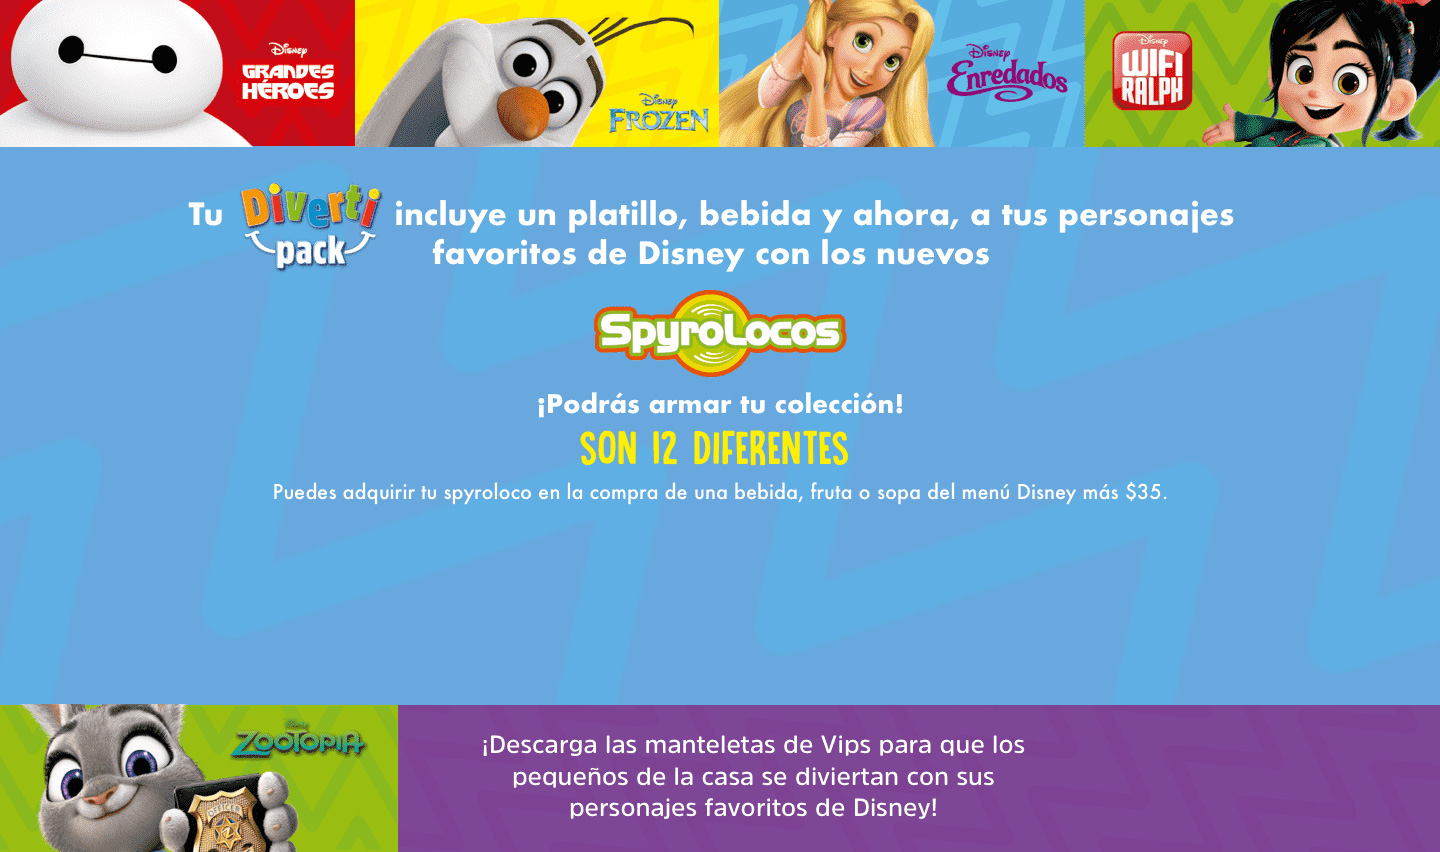 Disney
GRANDES
HÉROES
Disney
FROZEN
Disney
Enredados
Disney
WIFI
RALPH
Tu Diverti pack incluye un platillo, bebida y ahora, a tus personajes
favoritos de Disney con los nuevos
SpyroLocos
¡Podrás armar tu colección!
SON 12 DIFERENTES
Puedes adquirir tu spyroloco en la compra de una bebida, fruta o sopa del menú Disney más $35.
Disney
ZOOTOPIA
OFFICER
Z
¡Descarga las manteletas de Vips para que los
pequeños de la casa se diviertan con sus
personajes favoritos de Disney!